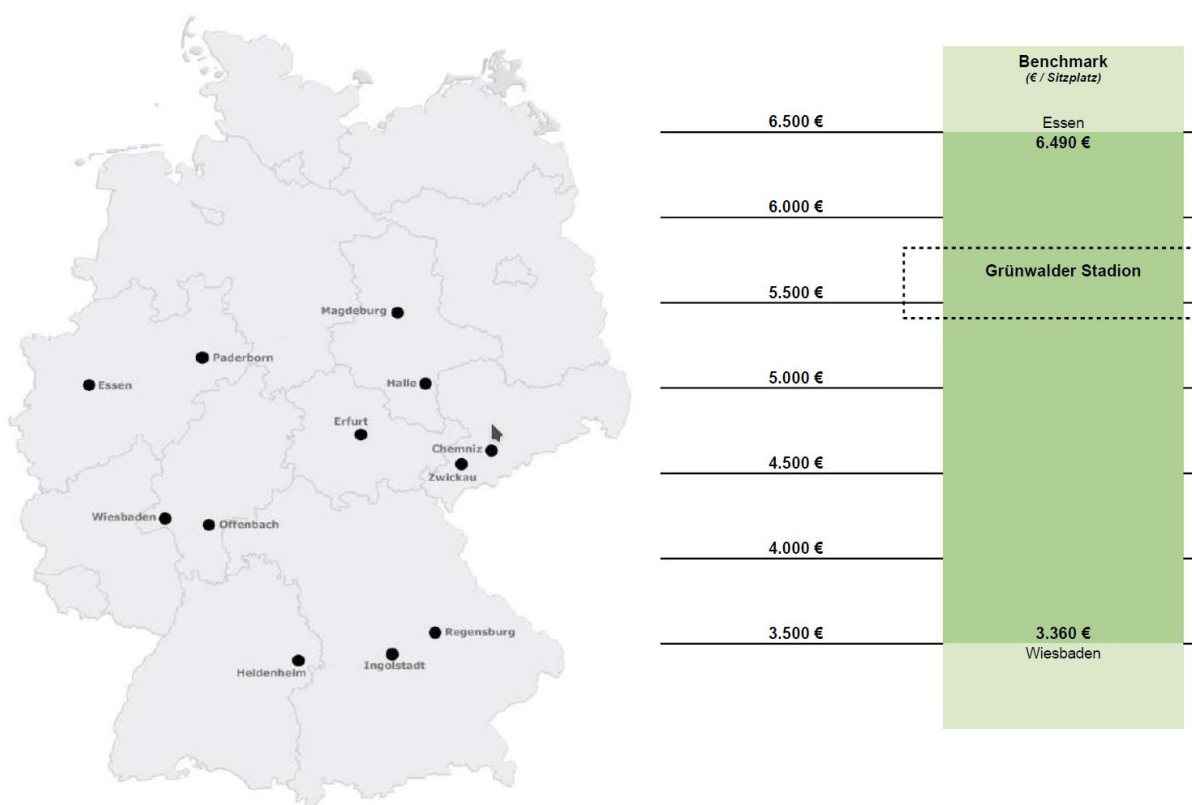 Magdeburg
Paderborn
Essen
Halle
Erfurt
Chemniz
Zwickau
Wiesbaden
Offenbach
Regensburg
Ingolstadt
Heidenheim
Benchmark
(€ / Sitzplatz)
6.500 €
Essen
6.490 €
6.000 €
Grünwalder Stadion
5.500 €
5.000 €
4.500 €
4.000 €
3.500 €
3.360 €
Wiesbaden